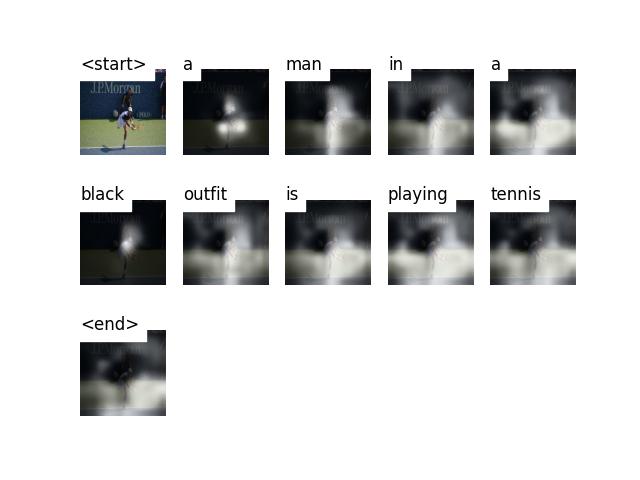 <start> a man in a
J.P.Morgan
black outfit is playing tennis
<end>